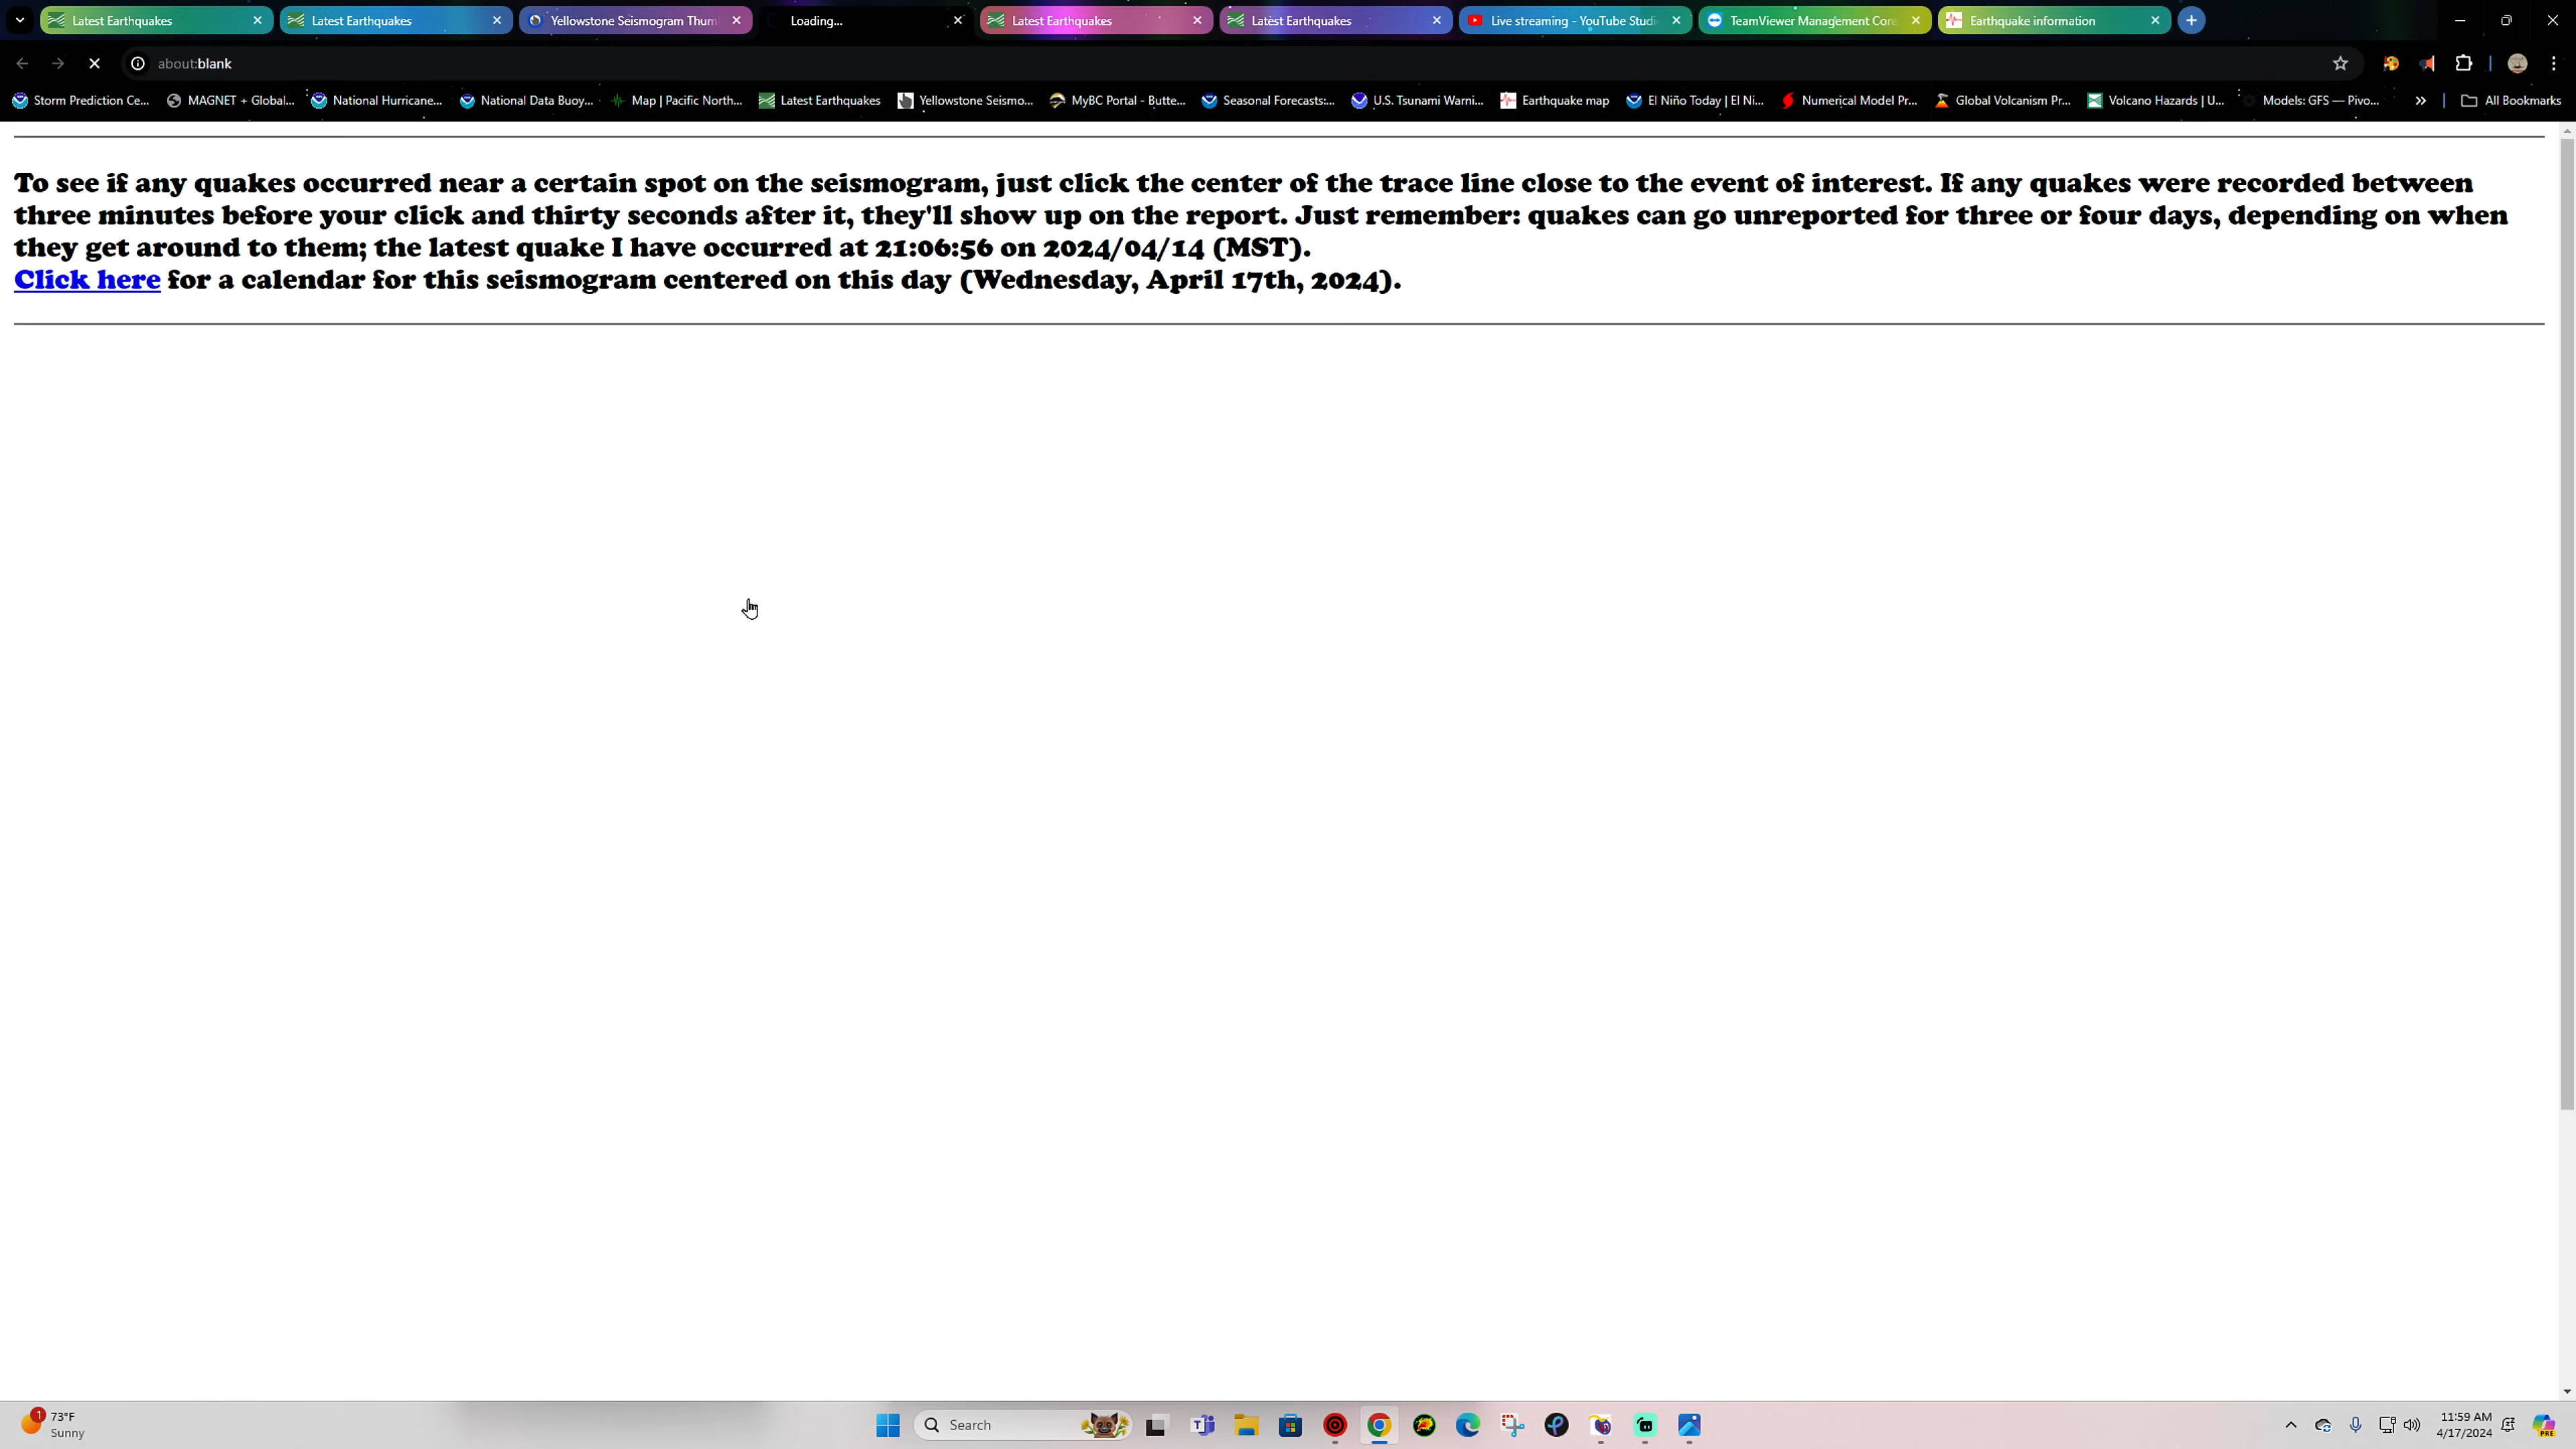 Latest Earthquakes
Latest Earthquakes
Yellowstone Seismogram Thum
Loading...
Latest Earthquakes
Latest Earthquakes
Live streaming - YouTube Studi
TeamViewer Management Cons
Earthquake information
about:blank
Storm Prediction Ce...
MAGNET + Global...
National Hurricane...
National Data Buoy...
Map | Pacific North...
Latest Earthquakes
Yellowstone Seismo...
MyBC Portal - Butte...
Seasonal Forecasts:...
U.S. Tsunami Warni...
Earthquake map
El Niño Today | El Ni...
Numerical Model Pr...
Global Volcanism Pr...
Volcano Hazards | U...
Models: GFS — Pivo...
All Bookmarks
To see if any quakes occurred near a certain spot on the seismogram, just click the center of the trace line close to the event of interest. If any quakes were recorded between
three minutes before your click and thirty seconds after it, they'll show up on the report. Just remember: quakes can go unreported for three or four days, depending on when
they get around to them; the latest quake I have occurred at 21:06:56 on 2024/04/14 (MST).
Click here for a calendar for this seismogram centered on this day (Wednesday, April 17th, 2024).
1
73°F
Sunny
Search
11:59 AM
4/17/2024
PRE